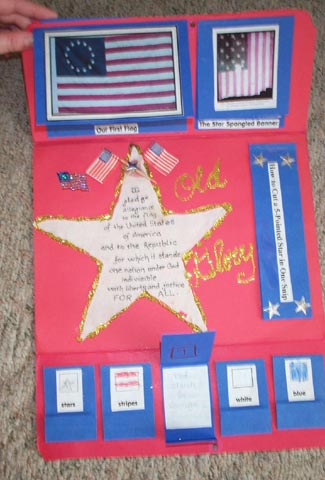 Our First Flag
The Star Spangled Banner
pledge
allegiance
to the flag
of the United States
of America
and to the Republic
for which it stands
one nation under God
indivisible
with liberty and justice
FOR ALL.
Old
Glory
How to Cut a 5-Pointed Star in One Snip!
stars
stripes
white
blue